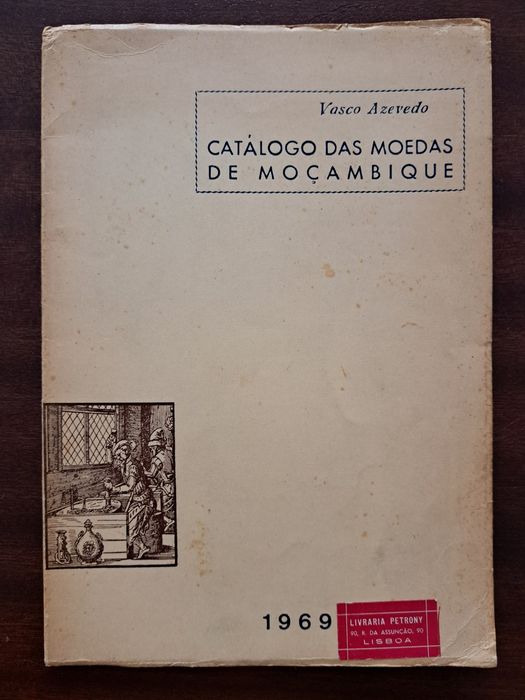 Vasco Azevedo
CATÁLOGO DAS MOEDAS
DE MOÇAMBIQUE
1969
LIVRARIA PETRONY
90, R. DA ASSUNÇÃO, 90
LISBOA